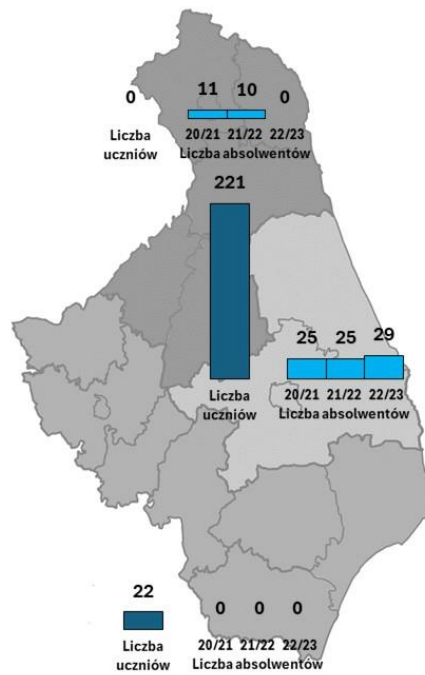 0 11 10 0
Liczba
uczniów
20/21 21/22 22/23
Liczba absolwentów
221
25 25 29
Liczba
uczniów
20/21 21/22 22/23
Liczba absolwentów
22
0 0 0
Liczba
uczniów
20/21 21/22 22/23
Liczba absolwentów